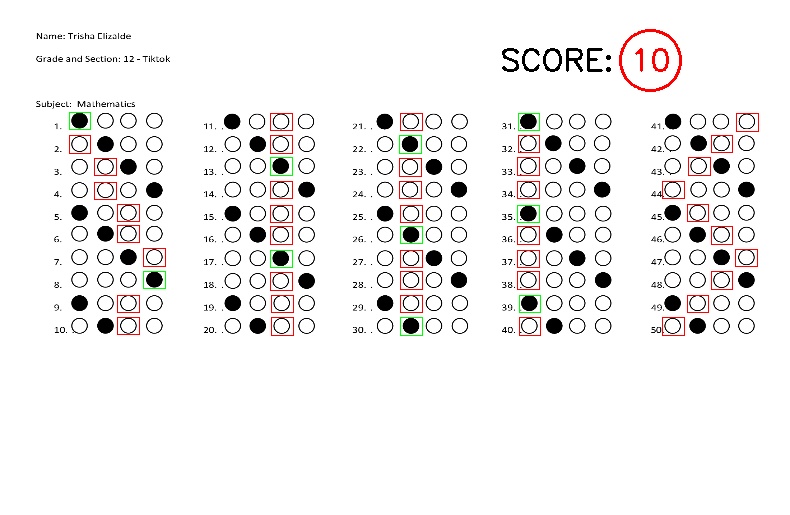 Name: Trisha Elizalde
SCORE: 10
Grade and Section: 12 - Tiktok
Subject: Mathematics
1. 11. . 21. . 31. 41.
2. 12. . 22. . 32. 42.
3. 13. . 23. . 33. 43.
4. 14. . 24. . 34. 44.
5. 15. . 25. . 35. 45.
6. 16. . 26. . 36. 46.
7. 17. . 27. . 37. 47.
8. 18. . 28. . 38. 48.
9. 19. . 29. . 39. 49.
10. 20. . 30. . 40. 50.